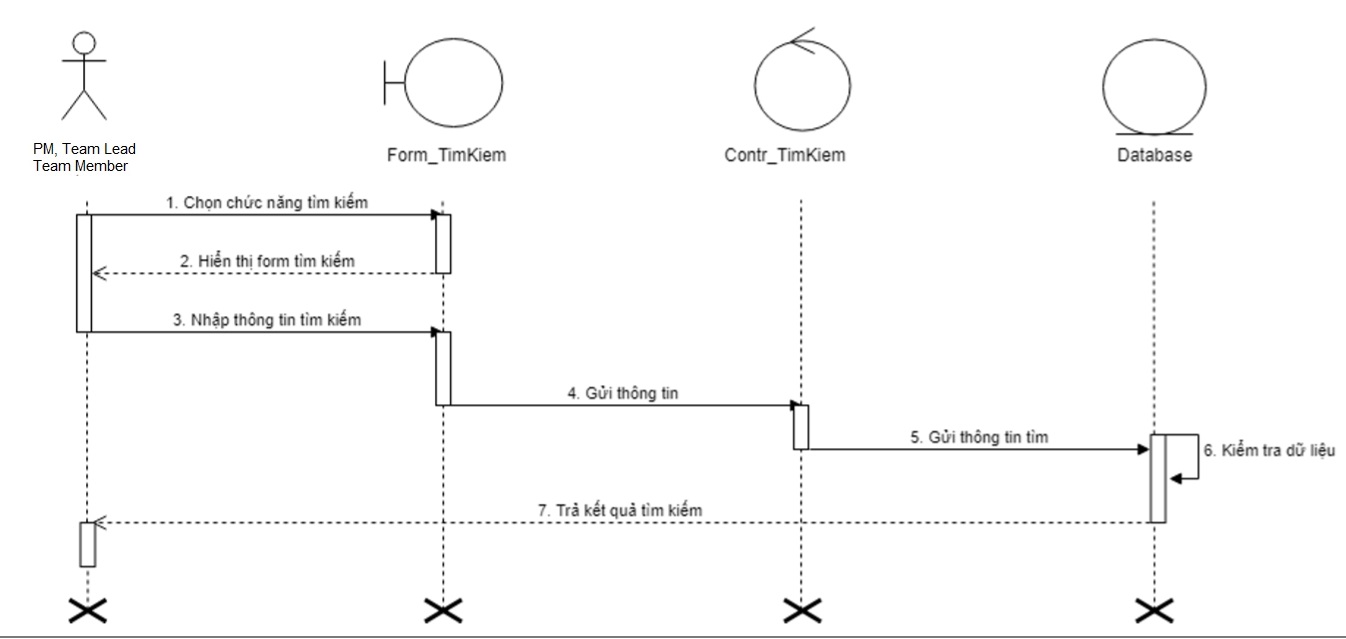 PM, Team Lead
Team Member
Form_TimKiem
Contr_TimKiem
Database
1. Chọn chức năng tìm kiếm
2. Hiển thị form tìm kiếm
3. Nhập thông tin tìm kiếm
4. Gửi thông tin
5. Gửi thông tin tìm
6. Kiểm tra dữ liệu
7. Trả kết quả tìm kiếm